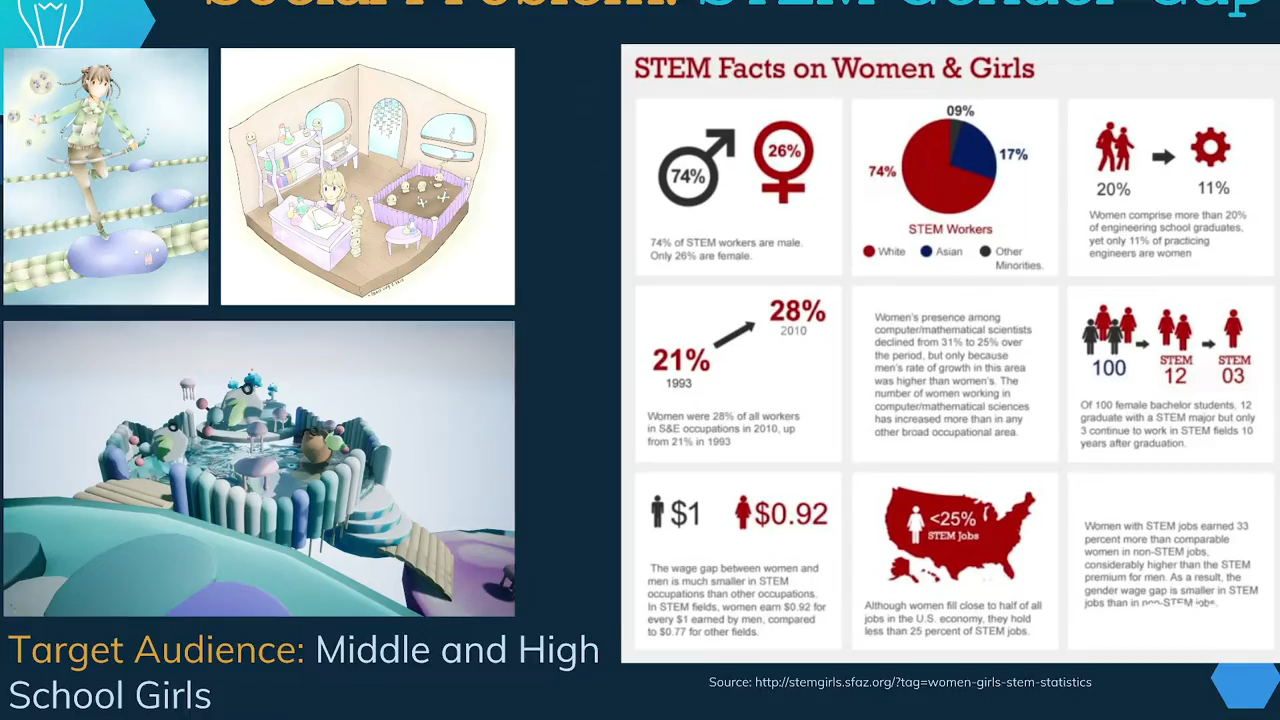 Social Problem: STEM Gender Gap
STEM Facts on Women & Girls
74%
26%
74% of STEM workers are male.
Only 26% are female.
09%
17%
74%
STEM Workers
White
Asian
Other
Minorities.
20%
11%
Women comprise more than 20%
of engineering school graduates,
yet only 11% of practicing
engineers are women
28%
2010
21%
1993
Women were 28% of all workers
in S&E occupations in 2010, up
from 21% in 1993
Women's presence among
computer/mathematical scientists
declined from 31% to 25% over
the period, but only because
men's rate of growth in this area
was higher than women's. The
number of women working in
computer/mathematical sciences
has increased more than in any
other broad occupational area.
100
STEM
12
STEM
03
Of 100 female bachelor students, 12
graduate with a STEM major but only
3 continue to work in STEM fields 10
years after graduation.
$1
$0.92
The wage gap between women and
men is much smaller in STEM
occupations than other occupations.
In STEM fields, women earn $0.92 for
every $1 earned by men, compared
to $0.77 for other fields.
<25%
STEM Jobs
Although women fill close to half of all
jobs in the U.S. economy, they hold
less than 25 percent of STEM jobs.
Women with STEM jobs earned 33
percent more than comparable
women in non-STEM jobs,
considerably higher than the STEM
premium for men. As a result, the
gender wage gap is smaller in STEM
jobs than in non-STEM jobs.
Target Audience: Middle and High
School Girls
Source: http://stemgirls.sfaz.org/?tag=women-girls-stem-statistics